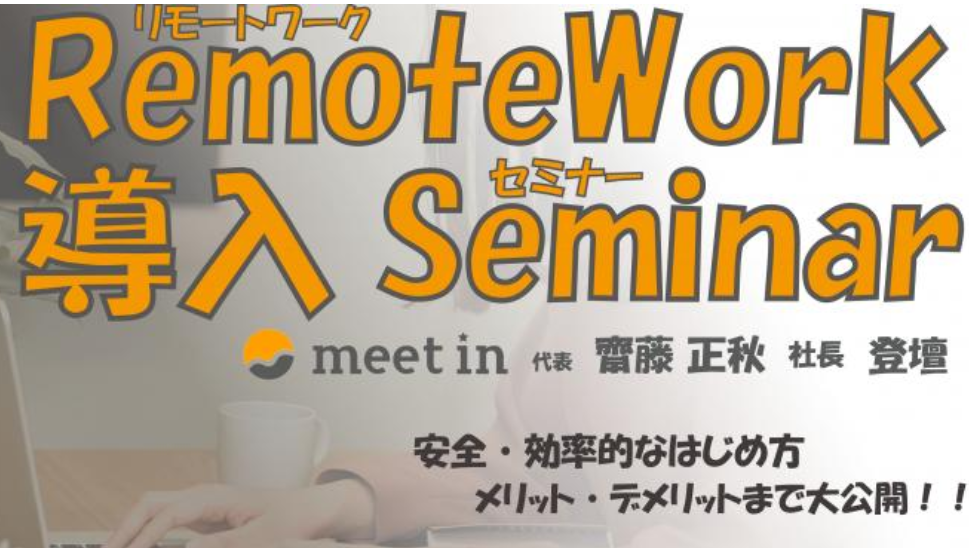 リモートワーク
RemoteWork
セミナー
導入 Seminar
meet in 代表 齋藤 正秋 社長 登壇
安全・効率的なはじめ方
メリット・デメリットまで大公開！！